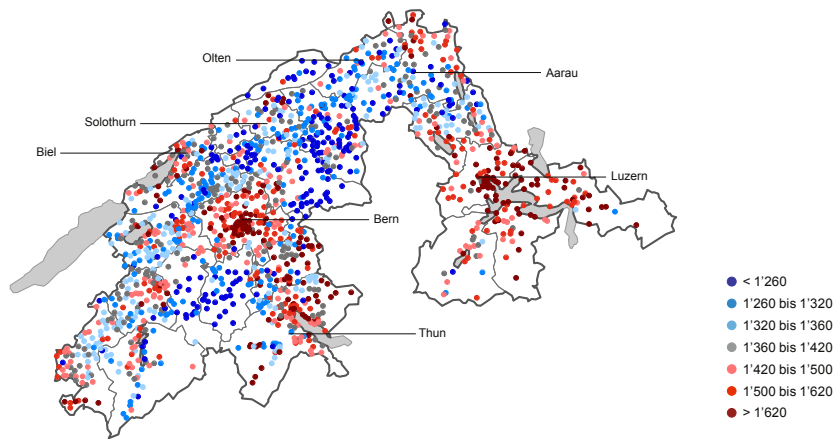 Olten
Aarau
Solothurn
Biel
Luzern
Bern
Thun
< 1'260
1'260 bis 1'320
1'320 bis 1'360
1'360 bis 1'420
1'420 bis 1'500
1'500 bis 1'620
> 1'620